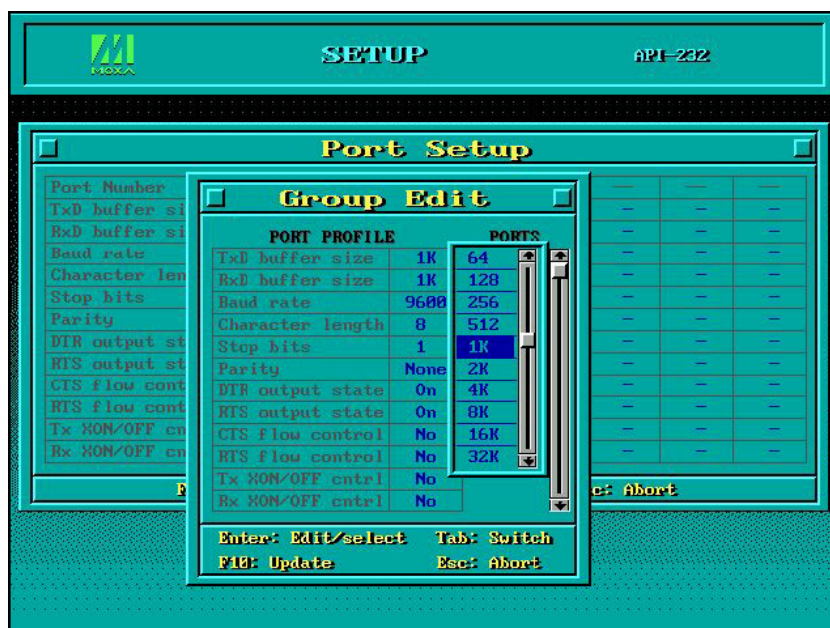 MOXA
SETUP
API-232
Port Setup
Port Number
TxD buffer si
RxD buffer si
Baud rate
Character len
Stop bits
Parity
DTR output st
RTS output st
CTS flow cont
RTS flow cont
Tx XON/OFF cn
Rx XON/OFF cn
F
c: Abort
Group Edit
PORT PROFILE PORTS
TxD buffer size 1K
RxD buffer size 1K
Baud rate 9600
Character length 8
Stop bits 1
Parity None
DTR output state On
RTS output state On
CTS flow control No
RTS flow control No
Tx XON/OFF cntrl No
Rx XON/OFF cntrl No
64
128
256
512
1K
2K
4K
8K
16K
32K
Enter: Edit/select Tab: Switch
F10: Update Esc: Abort